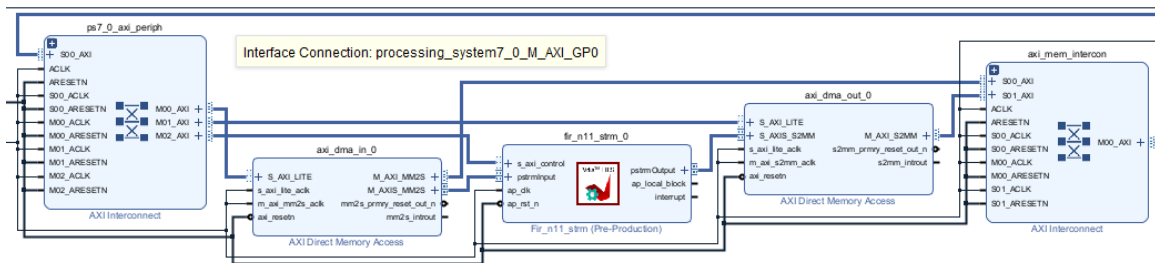 ps7_0_axi_periph
S00_AXI
ACLK
ARESETN
S00_ACLK
S00_ARESETN
M00_ACLK
M00_ARESETN
M01_ACLK
M01_ARESETN
M02_ACLK
M02_ARESETN
M00_AXI
M01_AXI
M02_AXI
AXI Interconnect
Interface Connection: processing_system7_0_M_AXI_GP0
axi_dma_in_0
S_AXI_LITE
s_axi_lite_aclk
m_axi_mm2s_aclk
axi_resetn
M_AXI_MM2S
M_AXIS_MM2S
mm2s_prmry_reset_out_n
mm2s_introut
AXI Direct Memory Access
fir_n11_strm_0
s_axi_control
pstrmInput
ap_clk
ap_rst_n
pstrmOutput
ap_local_block
interrupt
Fir_n11_strm (Pre-Production)
axi_dma_out_0
S_AXI_LITE
S_AXIS_S2MM
s_axi_lite_aclk
m_axi_s2mm_aclk
axi_resetn
M_AXI_S2MM
s2mm_prmry_reset_out_n
s2mm_introut
AXI Direct Memory Access
axi_mem_intercon
S00_AXI
S01_AXI
ACLK
ARESETN
S00_ACLK
S00_ARESETN
M00_ACLK
M00_ARESETN
S01_ACLK
S01_ARESETN
M00_AXI
AXI Interconnect